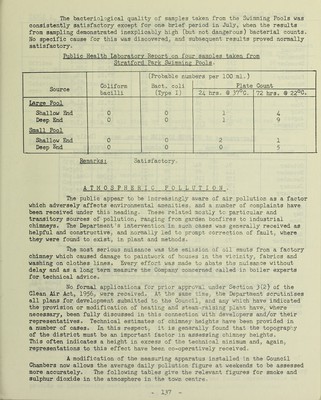 The bacteriological quality of samples taken from the Swimming Pools was
consistently satisfactory except for one brief period in July, when the results
from sampling demonstrated inexplicably high (but not dangerous) bacterial counts.
No specific cause for this was discovered, and subsequent results proved normally
satisfactory.
Public Health Laboratory Report on four samples taken from
Stratford Park Swimming Pools.
(Probable numbers per 100 ml.)
Source
Coliform bacilli
Bact. coli (Type I)
Plate Count
24 hrs. @ 37°C. 72 hrs. @ 22°C.
Large Pool
Shallow End 0 0 1 4
Deep End 0 0 1 9
Small Pool
Shallow End 0 0 2 1
Deep End 0 0 0 5
Remarks: Satisfactory.
ATMOSPHERIC POLLUTION.
The public appear to be increasingly aware of air pollution as a factor
which adversely affects environmental amenities, and a number of complaints have
been received under this heading. These related mostly to particular and
transitory sources of pollution, ranging from garden bonfires to industrial
chimneys. The Department's intervention in such cases was generally received as
helpful and constructive, and normally led to prompt correction of fault, where
they were found to exist, in plant and methods.
The most serious nuisance was the emission of oil smuts from a factory
chimney which caused damage to paintwork of houses in the vicinity, fabrics and
washing on clothes lines. Every effort was made to abate the nuisance without
delay and as a long term measure the Company concerned called in boiler experts
for technical advice.
No formal applications for prior approval under Section 3(2) of the
Clean Air Act, 1956, were received. At the same time, the Department scrutinises
all plans for development submitted to the Council, and any which have indicated
the provision or modification of heating and steam-raising plant have, where
necessary, been fully discussed in this connection with developers and/or their
representatives. Technical estimates of chimney heights have been provided in
a number of cases. In this respect, it is generally found that the topography
of the district must be an important factor in assessing chimney heights.
This often indicates a height in excess of the technical minimum and, again,
representations to this effect have been co-operatively received.
A modification of the measuring apparatus installed in the Council
Chambers now allows the average daily pollution figure at weekends to be assessed
more accurately. The following tables give the relevant figures for smoke and
sulphur dioxide in the atmosphere in the town centre.
- 137 -